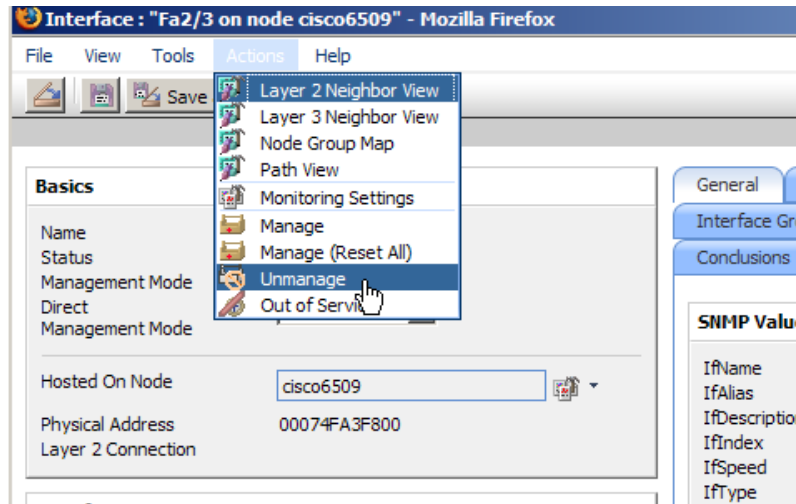 Interface : "Fa2/3 on node cisco6509" - Mozilla Firefox
File View Tools Actions Help
Save
Layer 2 Neighbor View
Layer 3 Neighbor View
Node Group Map
Path View
Monitoring Settings
Manage
Manage (Reset All)
Unmanage
Out of Servic
Basics
Name
Status
Management Mode
Direct
Management Mode
Hosted On Node cisco6509
Physical Address 00074FA3F800
Layer 2 Connection
General
Interface Gr
Conclusions
SNMP Valu
IfName
IfAlias
IfDescriptio
IfIndex
IfSpeed
IfType